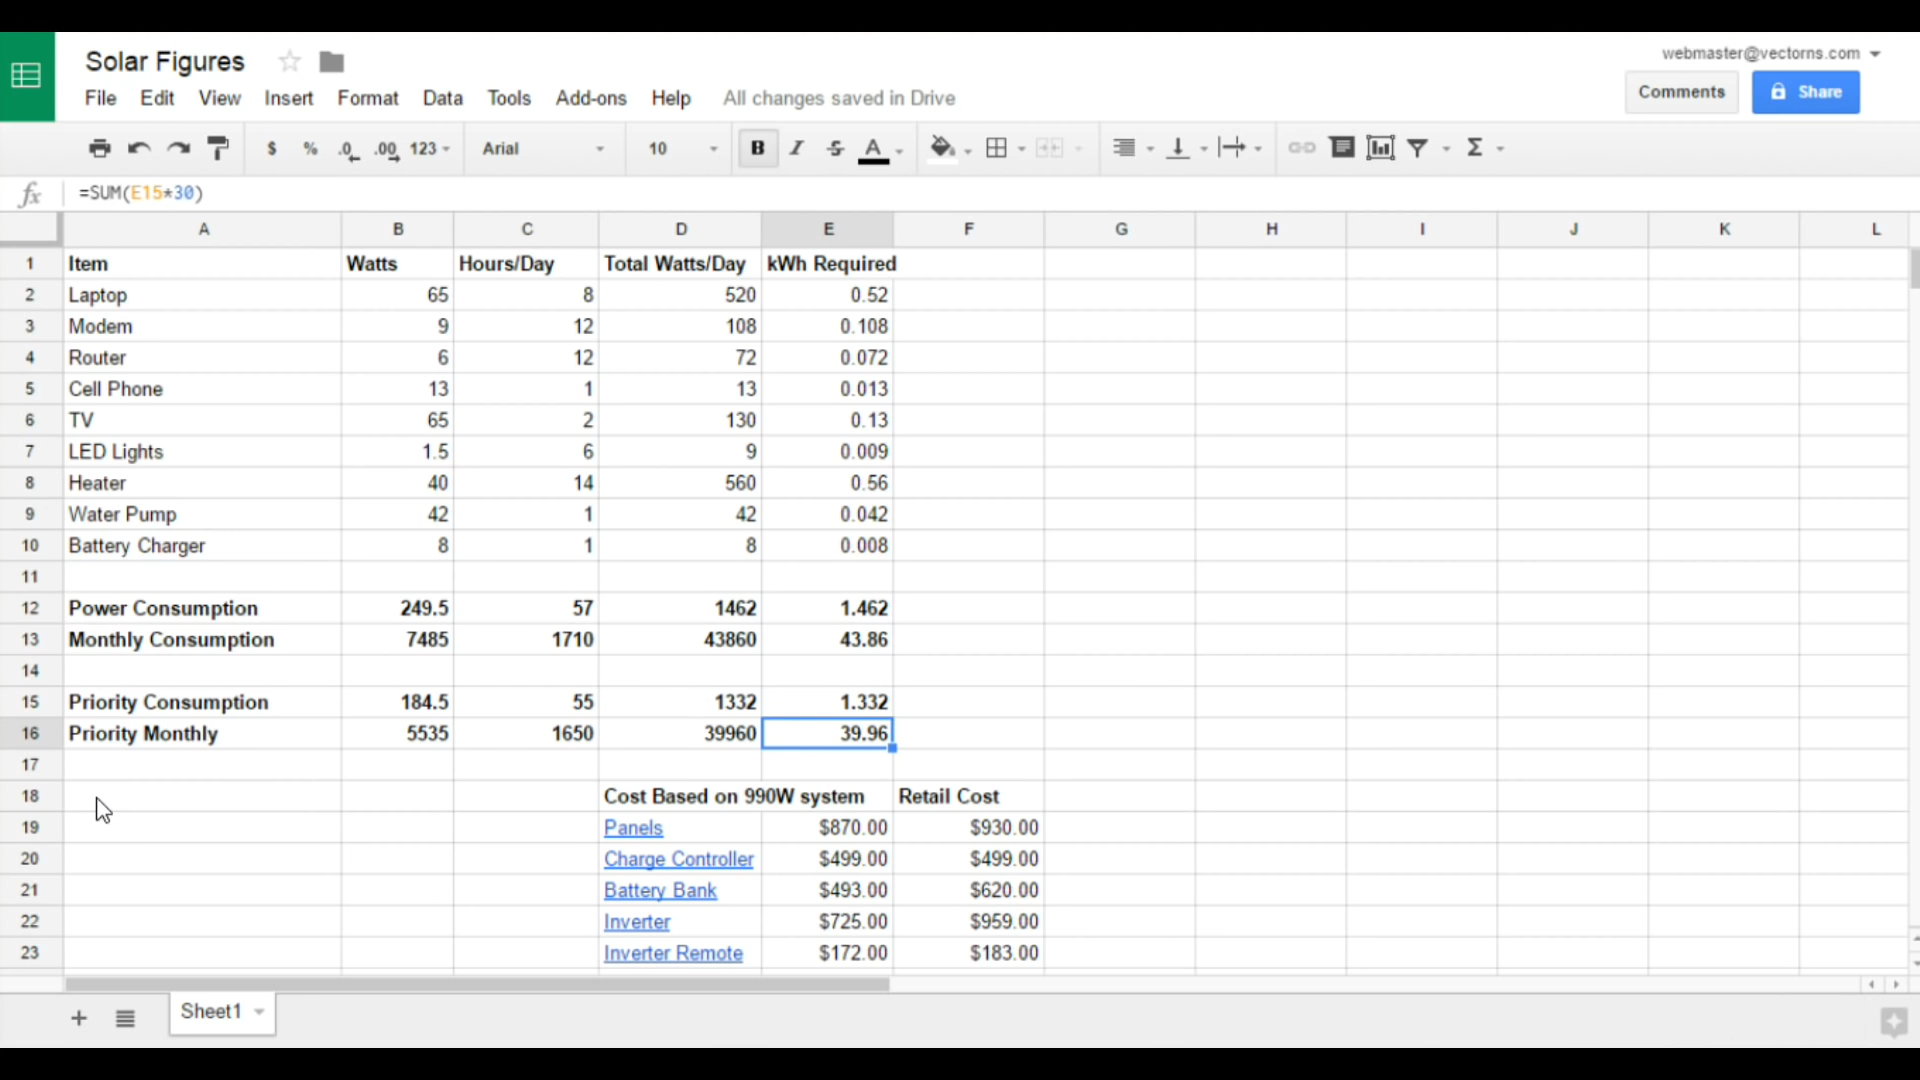 Solar Figures
webmaster@vectorns.com
File Edit View Insert Format Data Tools Add-ons Help All changes saved in Drive
Comments Share
$ % .0 .00 123 Arial 10 B I S A Σ
fx =SUM(E15*30)
A B C D E F G H I J K L
1 Item Watts Hours/Day Total Watts/Day kWh Required
2 Laptop 65 8 520 0.52
3 Modem 9 12 108 0.108
4 Router 6 12 72 0.072
5 Cell Phone 13 1 13 0.013
6 TV 65 2 130 0.13
7 LED Lights 1.5 6 9 0.009
8 Heater 40 14 560 0.56
9 Water Pump 42 1 42 0.042
10 Battery Charger 8 1 8 0.008
11
12 Power Consumption 249.5 57 1462 1.462
13 Monthly Consumption 7485 1710 43860 43.86
14
15 Priority Consumption 184.5 55 1332 1.332
16 Priority Monthly 5535 1650 39960 39.96
17
18 Cost Based on 990W system Retail Cost
19 Panels $870.00 $930.00
20 Charge Controller $499.00 $499.00
21 Battery Bank $493.00 $620.00
22 Inverter $725.00 $959.00
23 Inverter Remote $172.00 $183.00
Sheet1